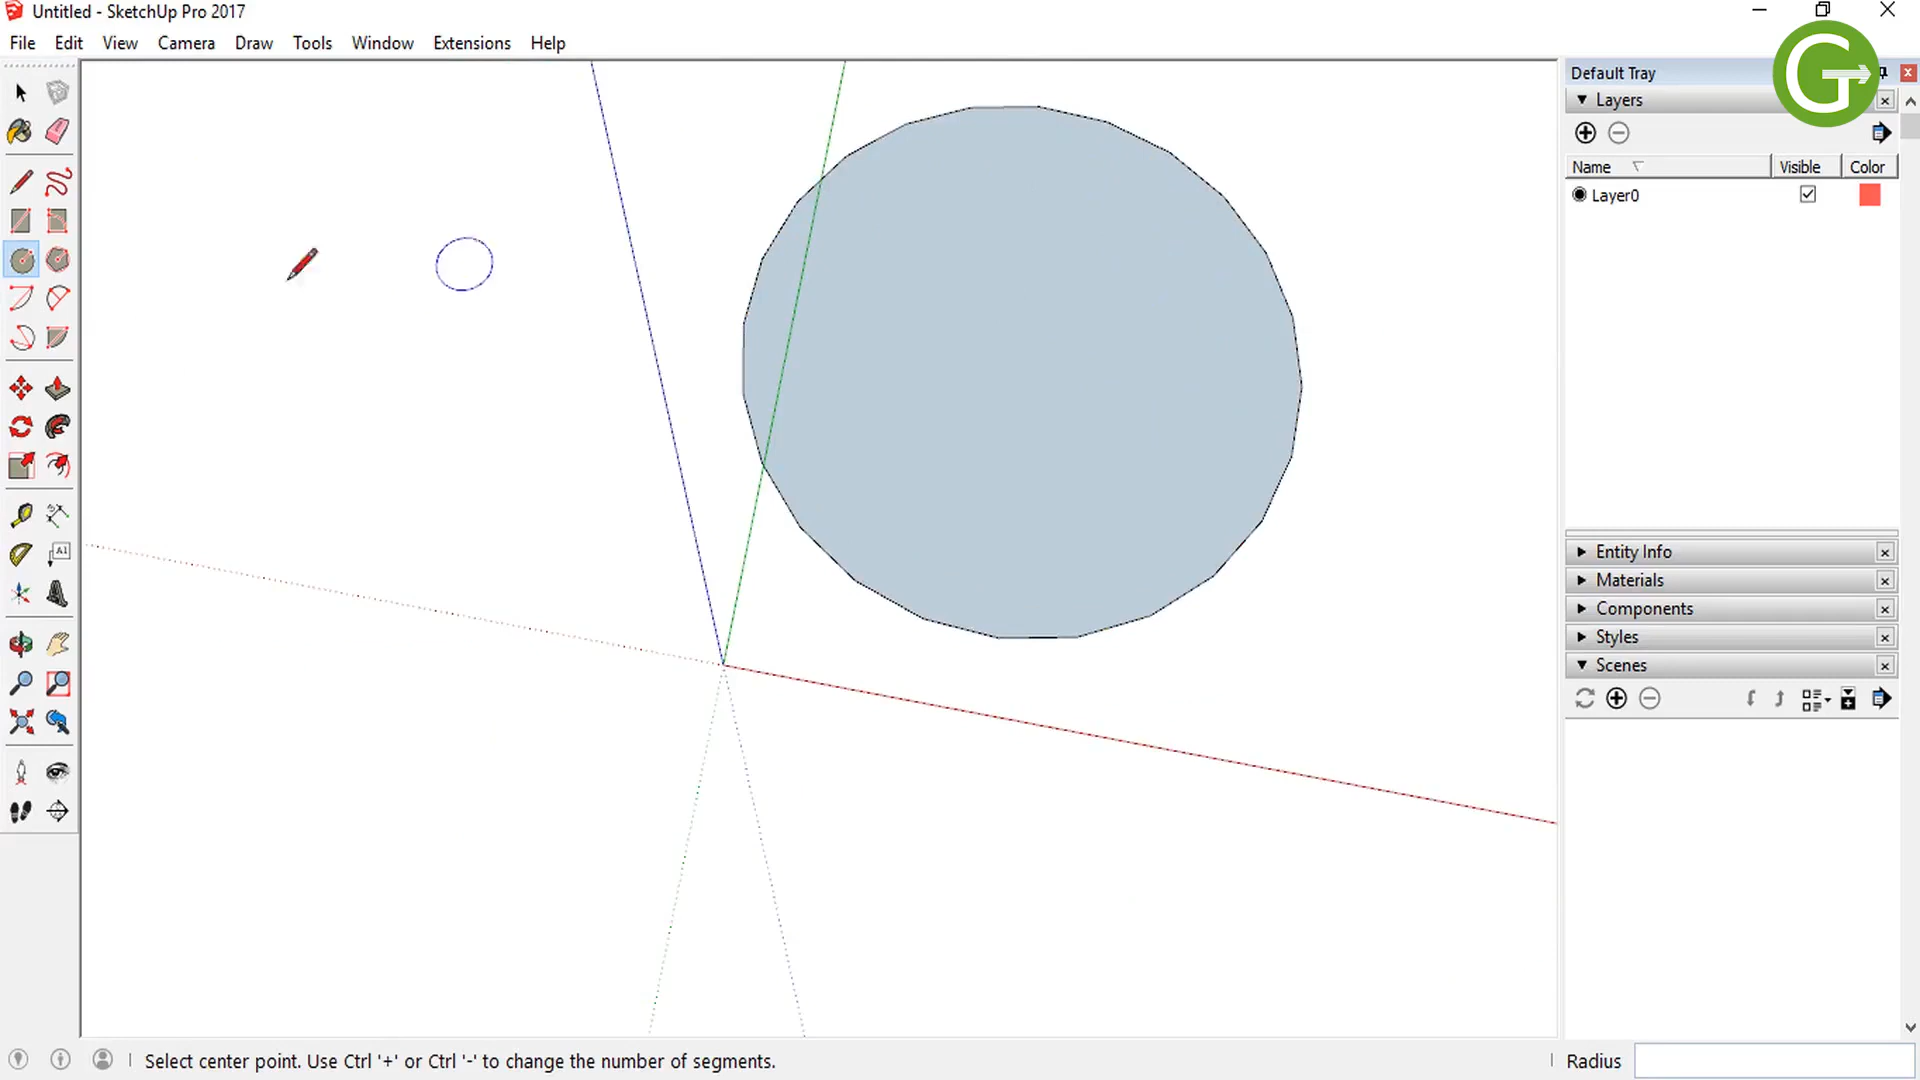 Untitled - SketchUp Pro 2017
File Edit View Camera Draw Tools Window Extensions Help
Default Tray
G
Layers
Name Visible Color
Layer0
A1
Entity Info
Materials
Components
Styles
Scenes
Select center point. Use Ctrl '+' or Ctrl '-' to change the number of segments.
Radius